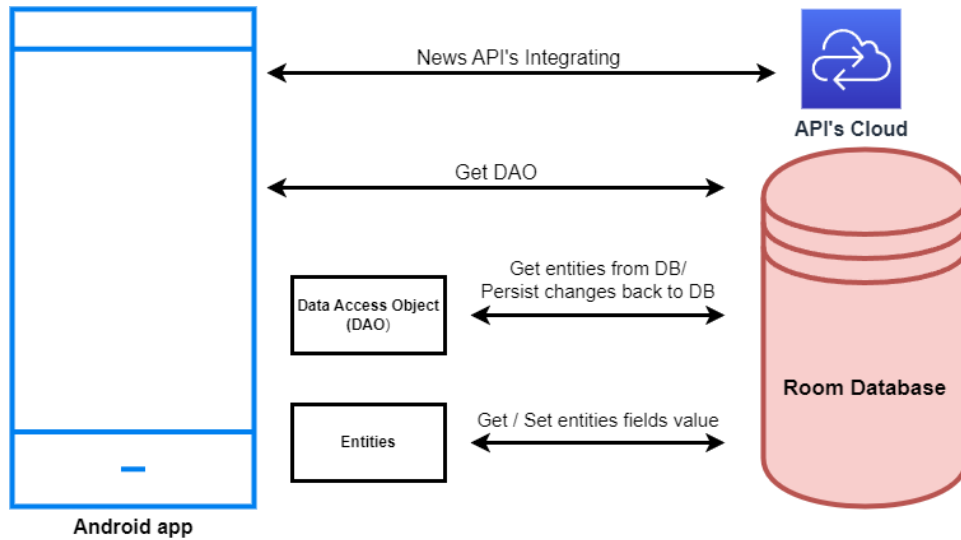 News API's Integrating
API's Cloud
Get DAO
Get entities from DB/
Persist changes back to DB
Data Access Object
(DAO)
Room Database
Get / Set entities fields value
Entities
Android app